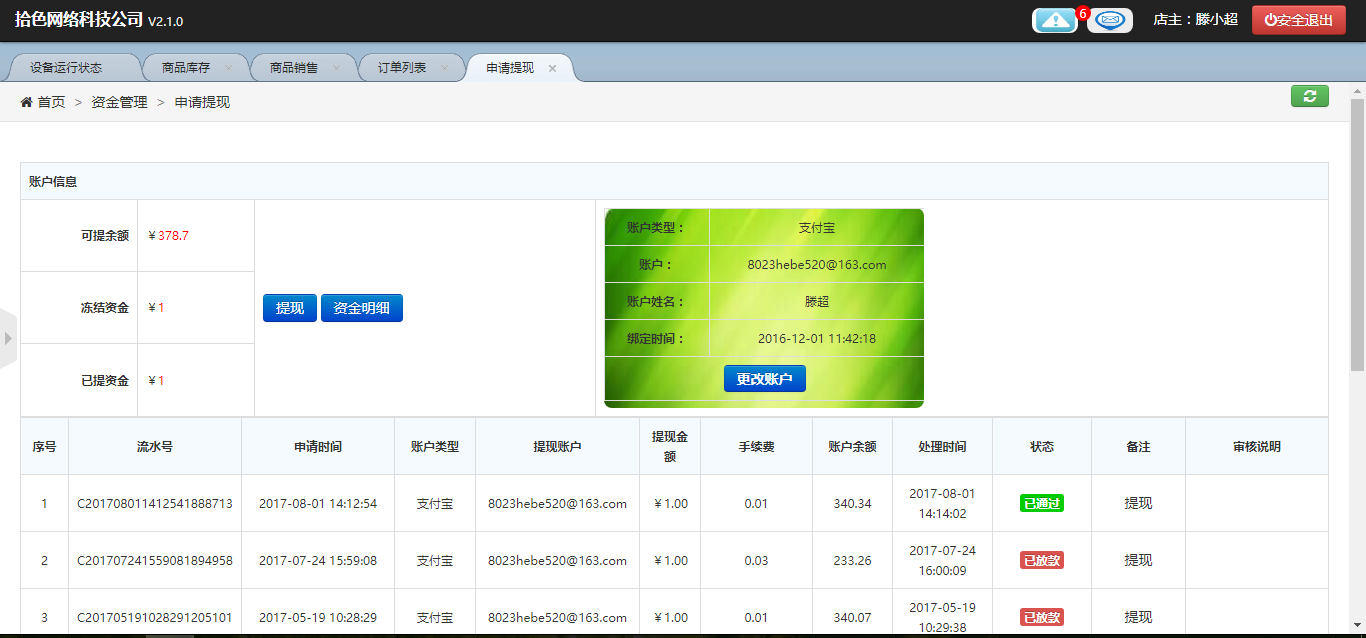 拾色网络科技公司 V2.1.0
6
店主：滕小超
安全退出
设备运行状态 商品库存 商品销售 订单列表 申请提现
首页 > 资金管理 > 申请提现
账户信息
可提余额 ¥ 378.7
冻结资金 ¥ 1
已提资金 ¥ 1
提现 资金明细
账户类型： 支付宝
账户： 8023hebe520@163.com
账户姓名： 滕超
绑定时间： 2016-12-01 11:42:18
更改账户
序号 流水号 申请时间 账户类型 提现账户 提现金额 手续费 账户余额 处理时间 状态 备注 审核说明
1 C201708011412541888713 2017-08-01 14:12:54 支付宝 8023hebe520@163.com ¥ 1.00 0.01 340.34 2017-08-01 14:14:02 已通过 提现
2 C201707241559081894958 2017-07-24 15:59:08 支付宝 8023hebe520@163.com ¥ 1.00 0.03 233.26 2017-07-24 16:00:09 已放款 提现
3 C201705191028291205101 2017-05-19 10:28:29 支付宝 8023hebe520@163.com ¥ 1.00 0.01 340.07 2017-05-19 10:29:38 已放款 提现